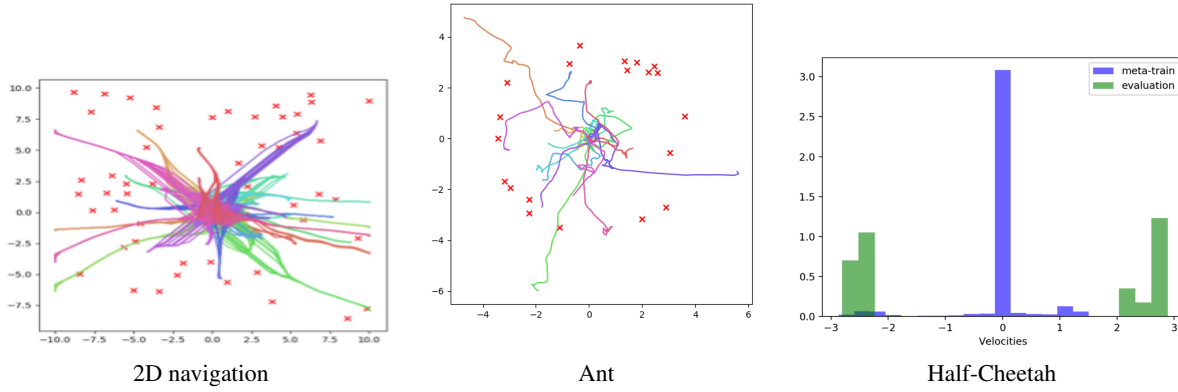 10.0
7.5
5.0
2.5
0.0
−2.5
−5.0
−7.5
−10.0 −7.5 −5.0 −2.5 0.0 2.5 5.0 7.5 10.0
2D navigation
4
2
0
−2
−4
−6
−4 −2 0 2 4 6
Ant
meta-train
evaluation
3.0
2.5
2.0
1.5
1.0
0.5
0.0
−3 −2 −1 0 1 2 3
Velocities
Half-Cheetah